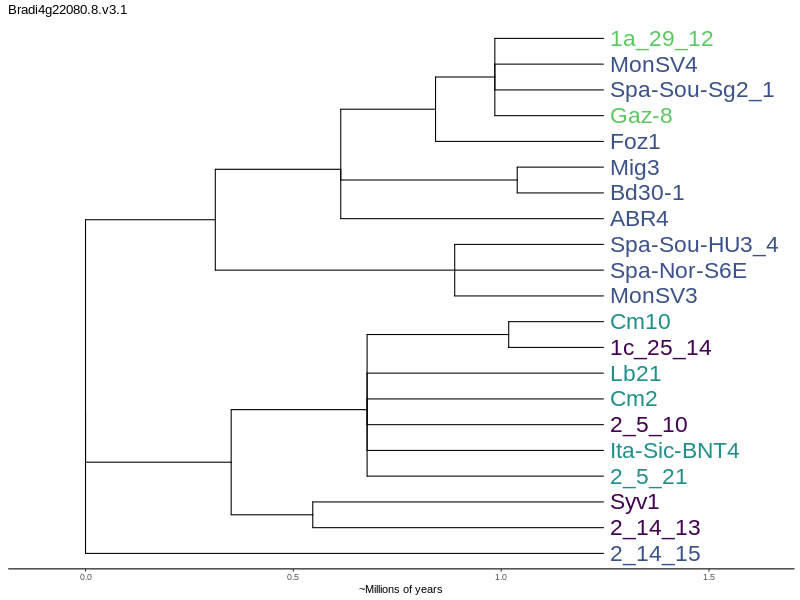 Bradi4g22080.8.v3.1
1a_29_12
MonSV4
Spa-Sou-Sg2_1
Gaz-8
Foz1
Mig3
Bd30-1
ABR4
Spa-Sou-HU3_4
Spa-Nor-S6E
MonSV3
Cm10
1c_25_14
Lb21
Cm2
2_5_10
Ita-Sic-BNT4
2_5_21
Syv1
2_14_13
2_14_15
0.0 0.5 1.0 1.5
~Millions of years